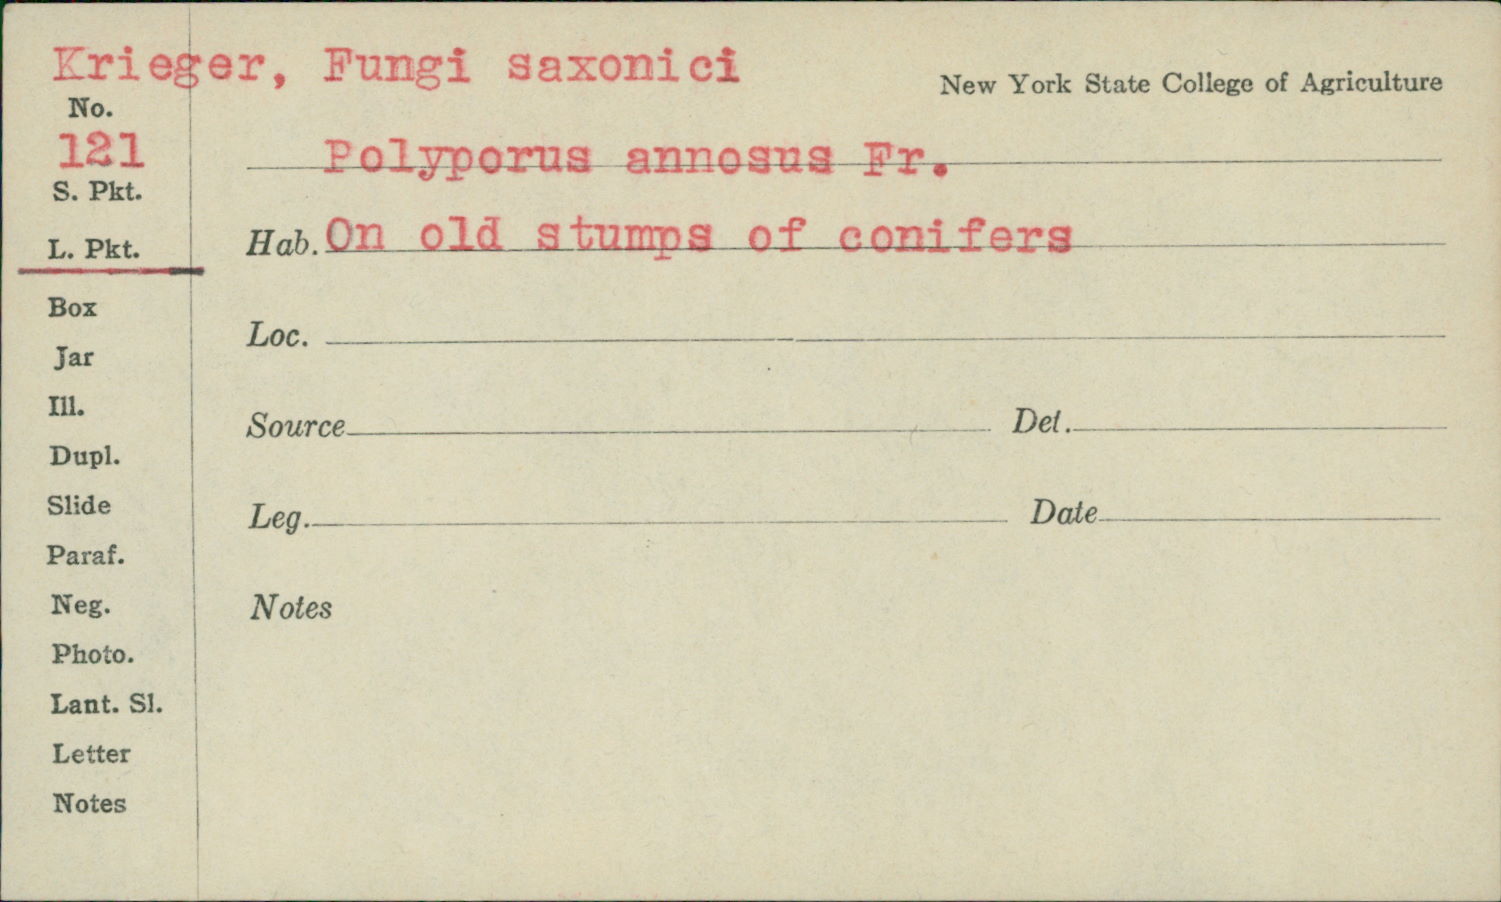 Krieger, Fungi saxonici
New York State College of Agriculture
No.
121
Polyporus annosus Fr.
S. Pkt.
Hab. On old stumps of conifers
L. Pkt.
Box
Loc.
Jar
Ill.
Source Det.
Dupl.
Slide
Leg. Date
Paraf.
Neg.
Notes
Photo.
Lant. Sl.
Letter
Notes